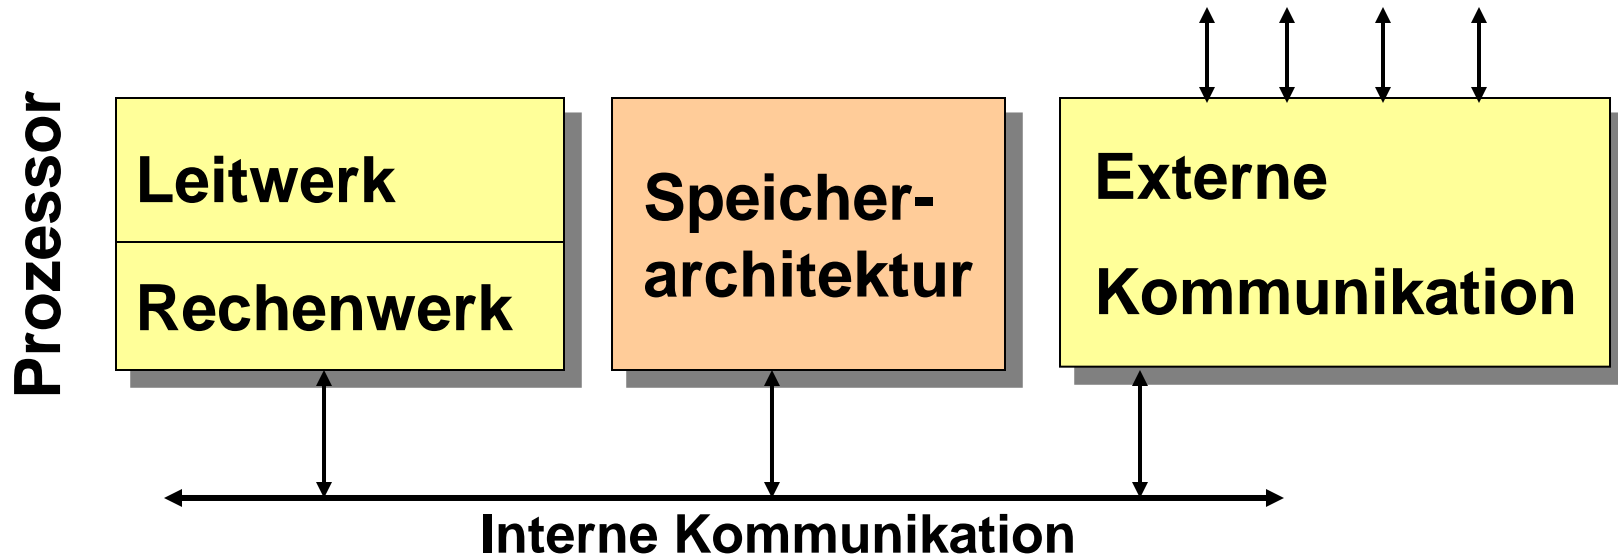 Prozessor
Leitwerk
Rechenwerk
Speicher-
architektur
Externe
Kommunikation
Interne Kommunikation